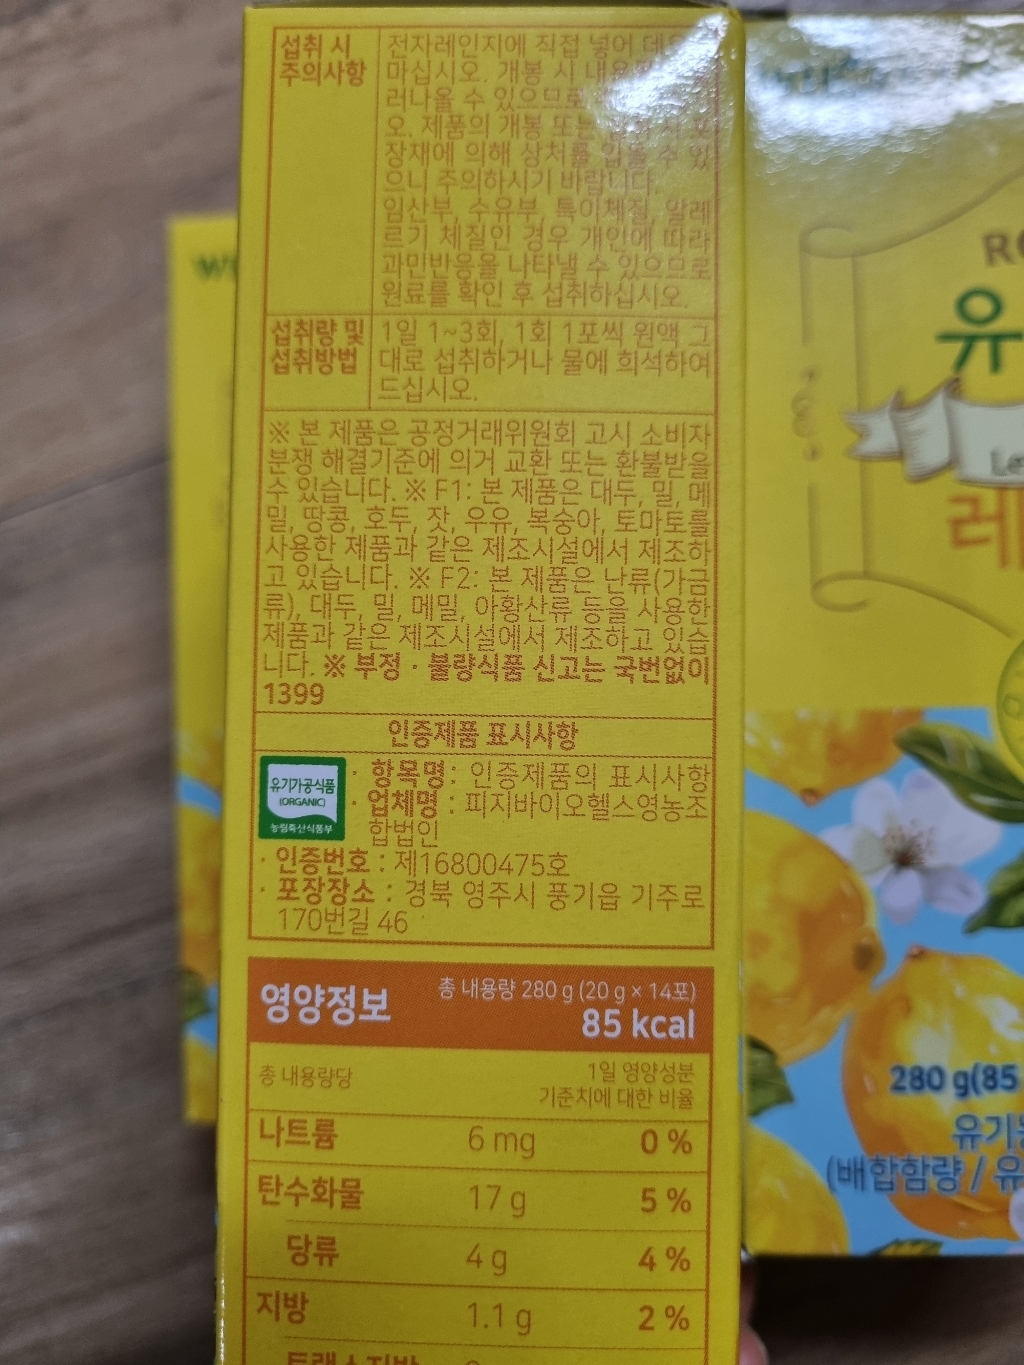 섭취 시
주의사항
전자레인지에 직접 넣어
마십시오. 개봉 시
러나올 수 있으므로
오. 제품의 개봉 또는
장재에 의해 상처를 입을 수 있
으니 주의하시기 바랍니다.
임산부, 수유부, 특이체질, 알레
르기 체질인 경우 개인에 따라
과민반응을 나타낼 수 있으므로
원료를 확인 후 섭취하십시오.
섭취량 및
섭취방법
1일 1~3회, 1회 1포씩 원액 그
대로 섭취하거나 물에 희석하여
드십시오.
※ 본 제품은 공정거래위원회 고시 소비자
분쟁 해결기준에 의거 교환 또는 환불받을
수 있습니다. ※ F1: 본 제품은 대두, 밀, 메
밀, 땅콩, 호두, 잣, 우유, 복숭아, 토마토를
사용한 제품과 같은 제조시설에서 제조하
고 있습니다. ※ F2: 본 제품은 난류(가금
류), 대두, 밀, 메밀, 아황산류 등을 사용한
제품과 같은 제조시설에서 제조하고 있습
니다. ※ 부정 · 불량식품 신고는 국번없이
1399
인증제품 표시사항
유기가공식품
(ORGANIC)
농림축산식품부
· 항목명 : 인증제품의 표시사항
· 업체명 : 피지바이오헬스영농조
합법인
· 인증번호 : 제16800475호
· 포장장소 : 경북 영주시 풍기읍 기주로
170번길 46
영양정보
총 내용량 280 g (20 g × 14포)
85 kcal
총 내용량당
1일 영양성분
기준치에 대한 비율
나트륨 6 mg 0 %
탄수화물 17 g 5 %
당류 4 g 4 %
지방 1.1 g 2 %
트랜스지방
유
Le
레
280 g(85
유기
(배합함량 / 유